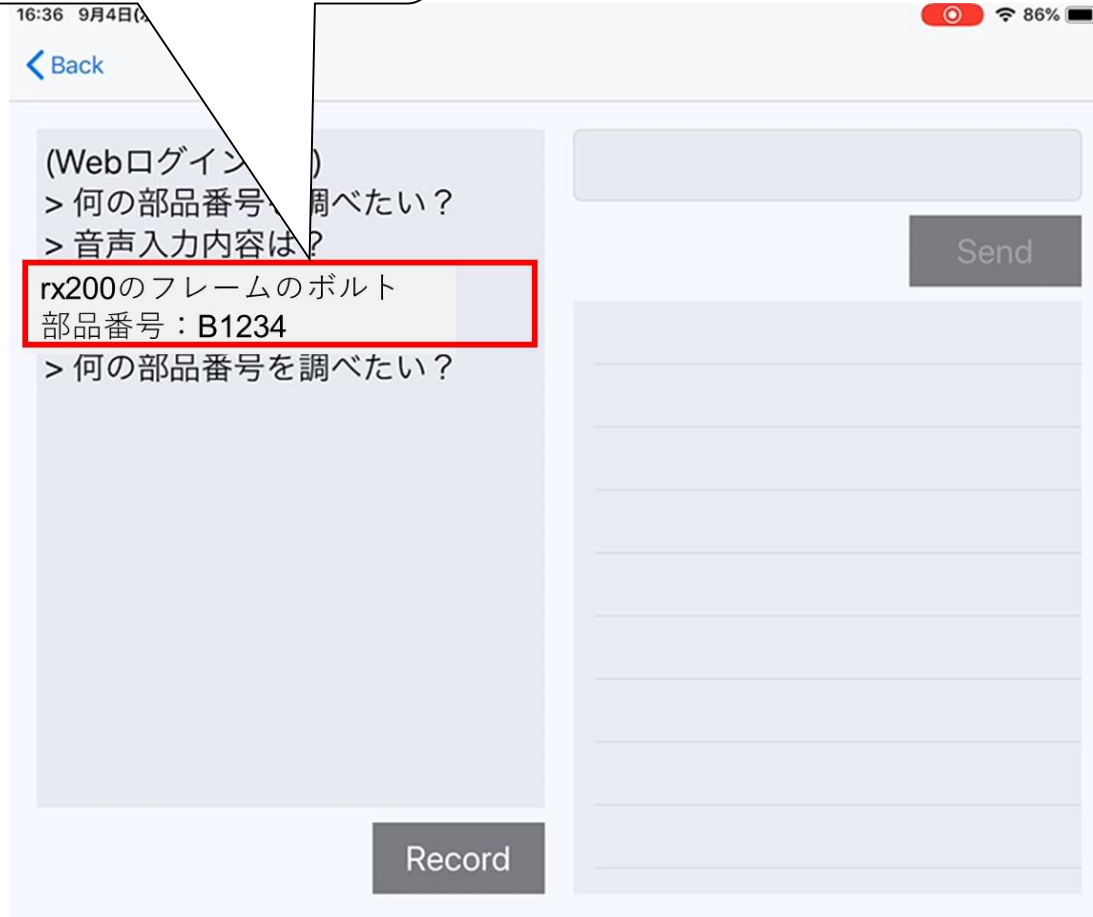 16:36 9月4日(
86%
Back
(Webログイン)
> 何の部品番号 調べたい？
> 音声入力内容は？
rx200のフレームのボルト
部品番号：B1234
> 何の部品番号を調べたい？
Send
Record